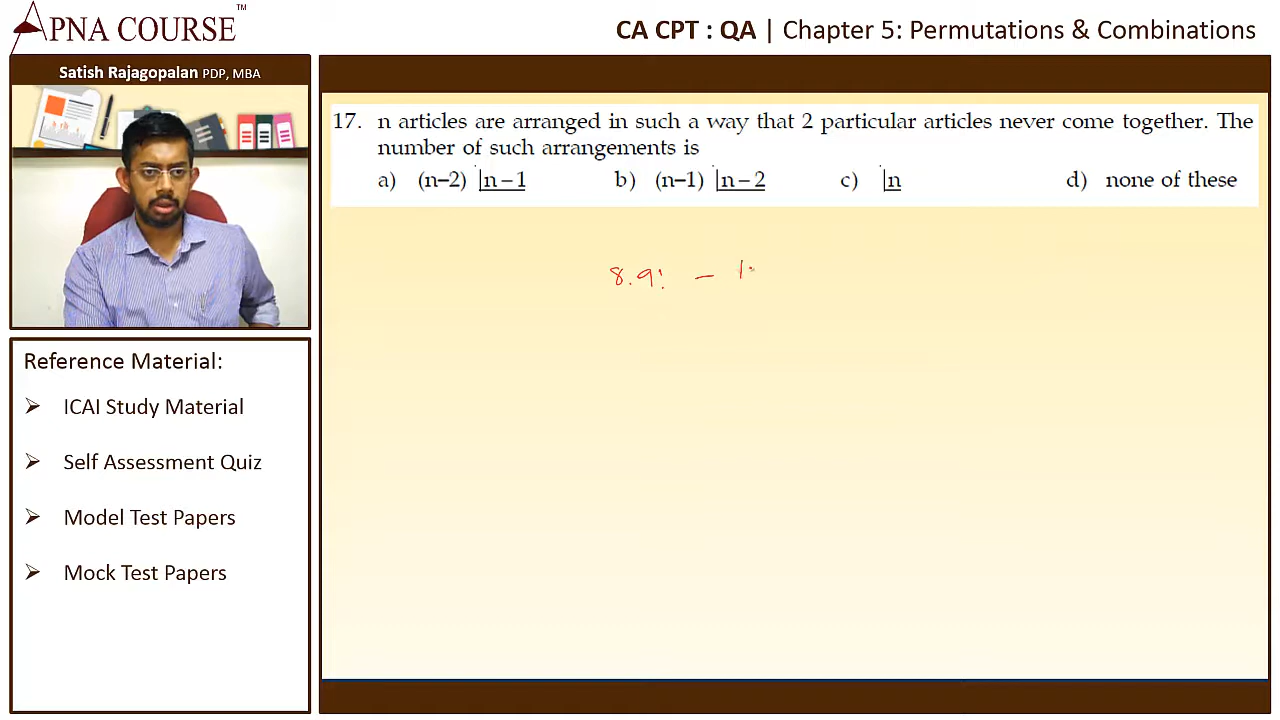 APNA COURSE™
CA CPT : QA | Chapter 5: Permutations & Combinations
Satish Rajagopalan PDP, MBA
17. n articles are arranged in such a way that 2 particular articles never come together. The
number of such arrangements is
a) (n–2) |n – 1 b) (n–1) |n – 2 c) |n d) none of these
8.9! –
Reference Material:
➢ ICAI Study Material
➢ Self Assessment Quiz
➢ Model Test Papers
➢ Mock Test Papers